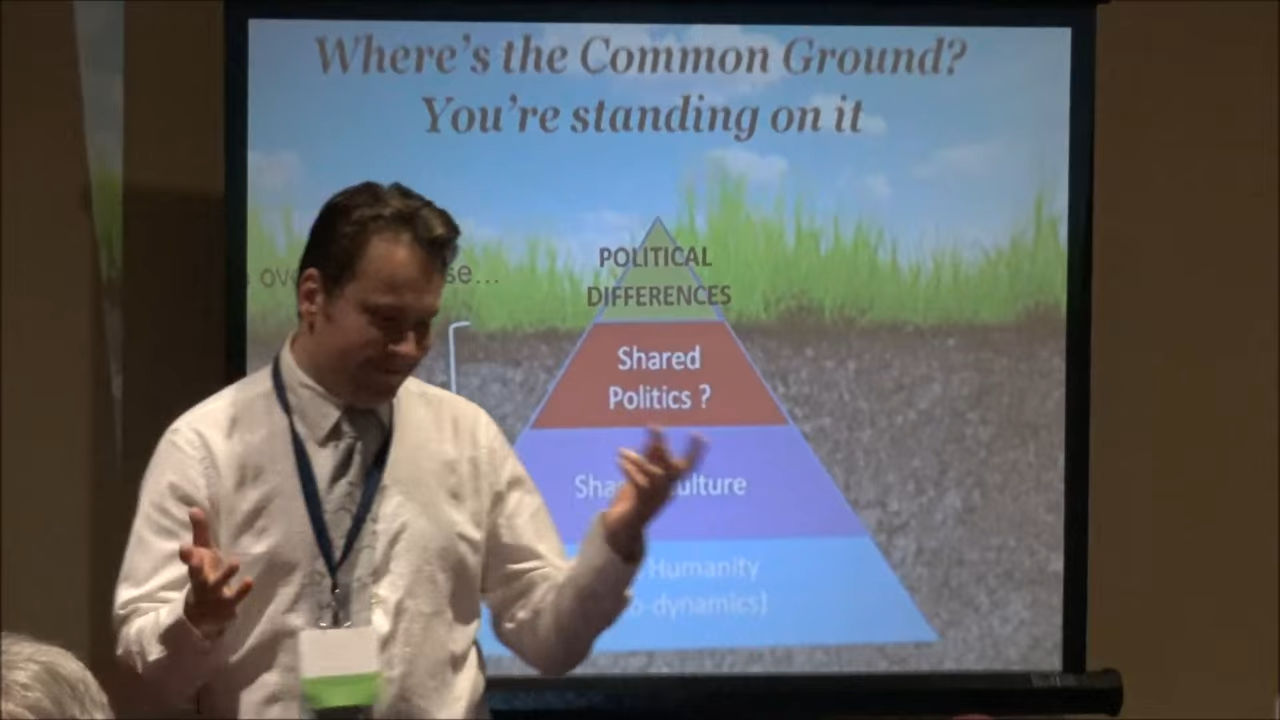 Where's the Common Ground?
You're standing on it
POLITICAL
DIFFERENCES
Shared
Politics ?
Humanity